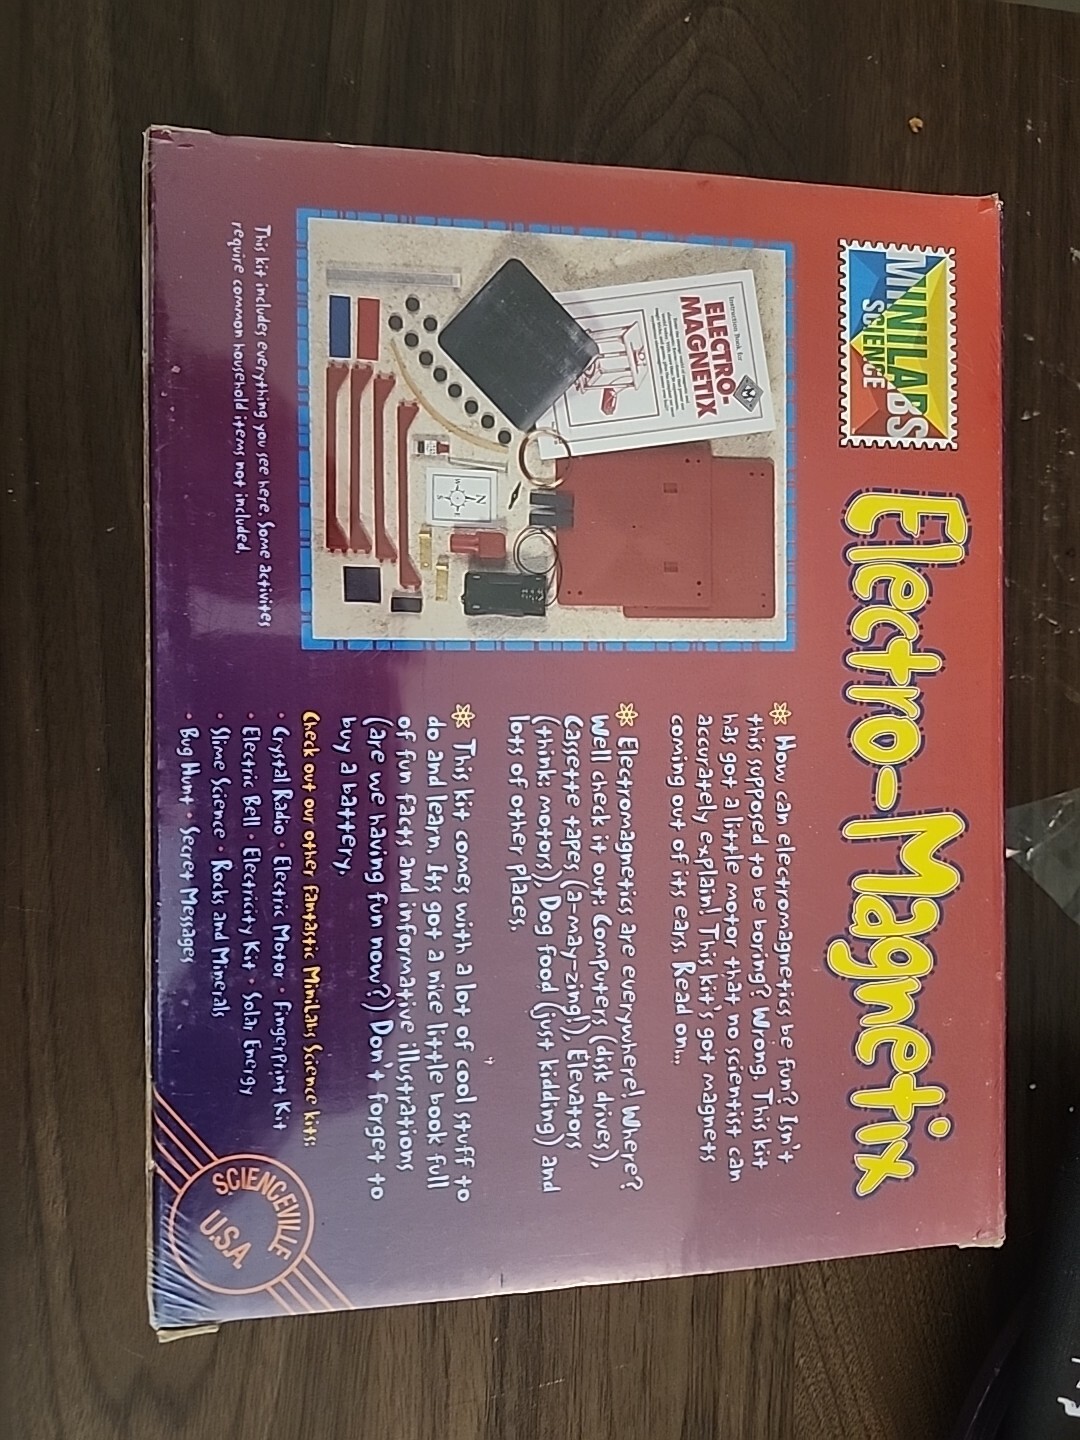 MINILABS
SCIENCE
Electro-Magnetix
Instruction Book for
ELECTRO-
MAGNETIX
N
W
E
S
This kit includes everything you see here. Some activites
require common household items not included.
How can electromagnetics be fun? Isn't
this supposed to be boring? Wrong. This kit
has got a little motor that no scientist can
accurately explain! This kit's got magnets
coming out of its ears. Read on...
Electromagnetics are everywhere! Where?
Well check it out: Computers (disk drives),
Cassette tapes (a-may-zing!), Elevators
(think: motors), Dog food (just kidding) and
lots of other places.
This kit comes with a lot of cool stuff to
do and learn. Its got a nice little book full
of fun facts and informative illustrations
(are we having fun now?) Don't forget to
buy a battery.
Check out our other fantastic MiniLabs Science kits:
• Crystal Radio • Electric Motor • Fingerprint Kit
• Electric Bell • Electricity Kit • Solar Energy
• Slime Science • Rocks and Minerals
• Bug Hunt • Secret Messages
SCIENCEVILLE
U.S.A.